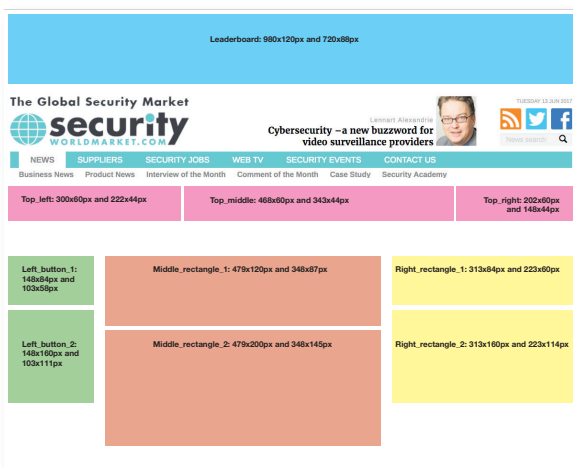 Leaderboard: 980x120px and 720x88px
The Global Security Market
security
WORLDMARKET.COM
Lennart Alexandrie
Cybersecurity –a new buzzword for
video surveillance providers
TUESDAY 13 JUN 2017
News search
NEWS SUPPLIERS SECURITY JOBS WEB TV SECURITY EVENTS CONTACT US
Business News Product News Interview of the Month Comment of the Month Case Study Security Academy
Top_left: 300x60px and 222x44px
Top_middle: 468x60px and 343x44px
Top_right: 202x60px
and 148x44px
Left_button_1:
148x84px and
103x58px
Middle_rectangle_1: 479x120px and 348x87px
Right_rectangle_1: 313x84px and 223x60px
Left_button_2:
148x160px and
103x111px
Middle_rectangle_2: 479x200px and 348x145px
Right_rectangle_2: 313x160px and 223x114px